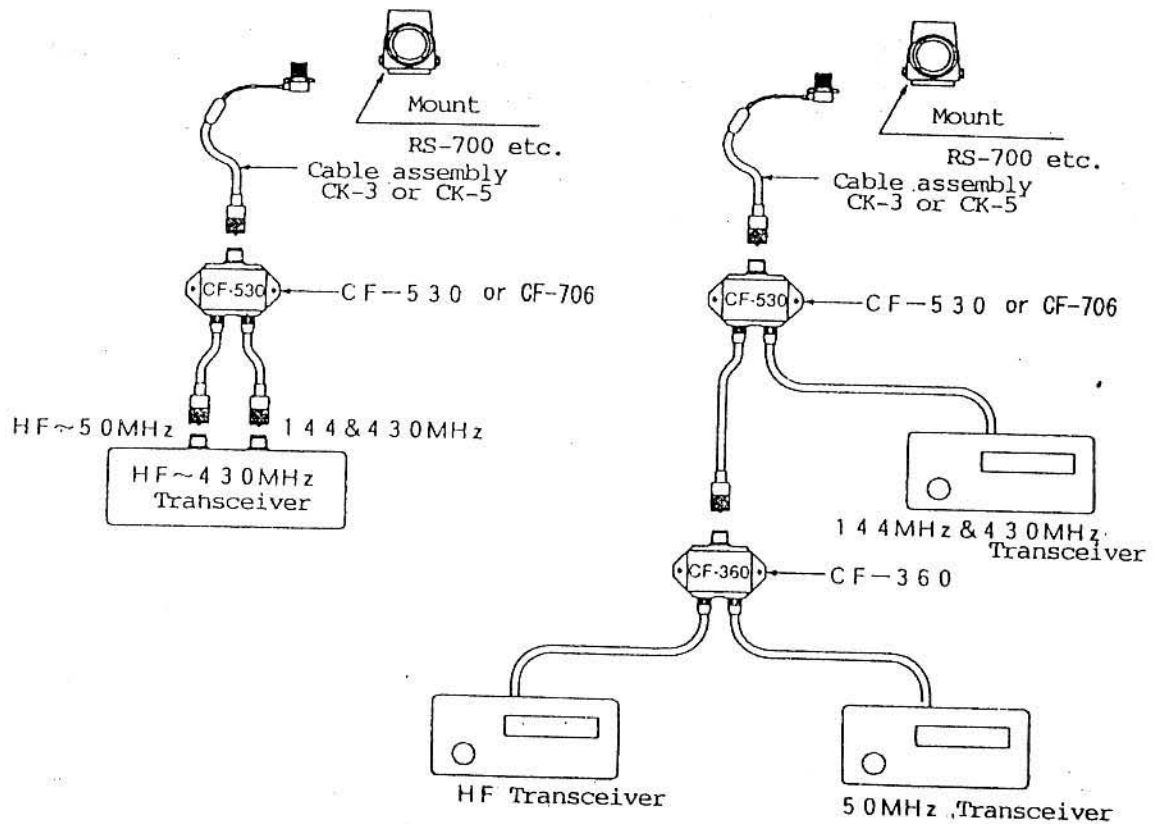 Mount
RS-700 etc.
Cable assembly
CK-3 or CK-5
CF-530
CF-530 or CF-706
HF~50MHz
144&430MHz
HF~430MHz
Transceiver
Mount
RS-700 etc.
Cable assembly
CK-3 or CK-5
CF-530
CF-530 or CF-706
144MHz&430MHz
Transceiver
CF-360
CF-360
HF Transceiver
50MHz Transceiver